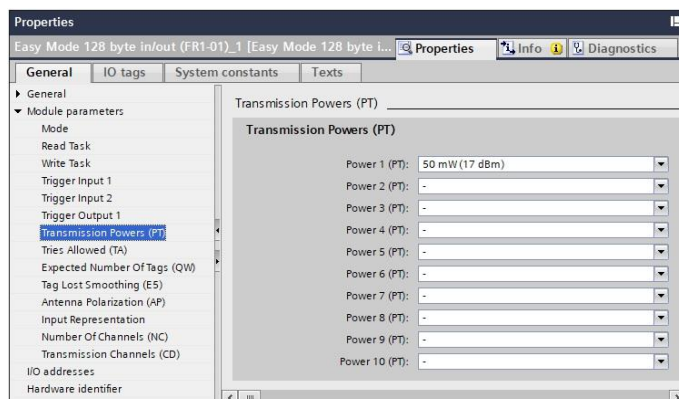 Properties
Easy Mode 128 byte in/out (FR1-01)_1 [Easy Mode 128 byte i...
Properties
Info
Diagnostics
General
IO tags
System constants
Texts
General
Module parameters
Mode
Read Task
Write Task
Trigger Input 1
Trigger Input 2
Trigger Output 1
Transmission Powers (PT)
Tries Allowed (TA)
Expected Number Of Tags (QW)
Tag Lost Smoothing (E5)
Antenna Polarization (AP)
Input Representation
Number Of Channels (NC)
Transmission Channels (CD)
I/O addresses
Hardware identifier
Transmission Powers (PT)
Transmission Powers (PT)
Power 1 (PT): 50 mW (17 dBm)
Power 2 (PT): -
Power 3 (PT): -
Power 4 (PT): -
Power 5 (PT): -
Power 6 (PT): -
Power 7 (PT): -
Power 8 (PT): -
Power 9 (PT): -
Power 10 (PT): -